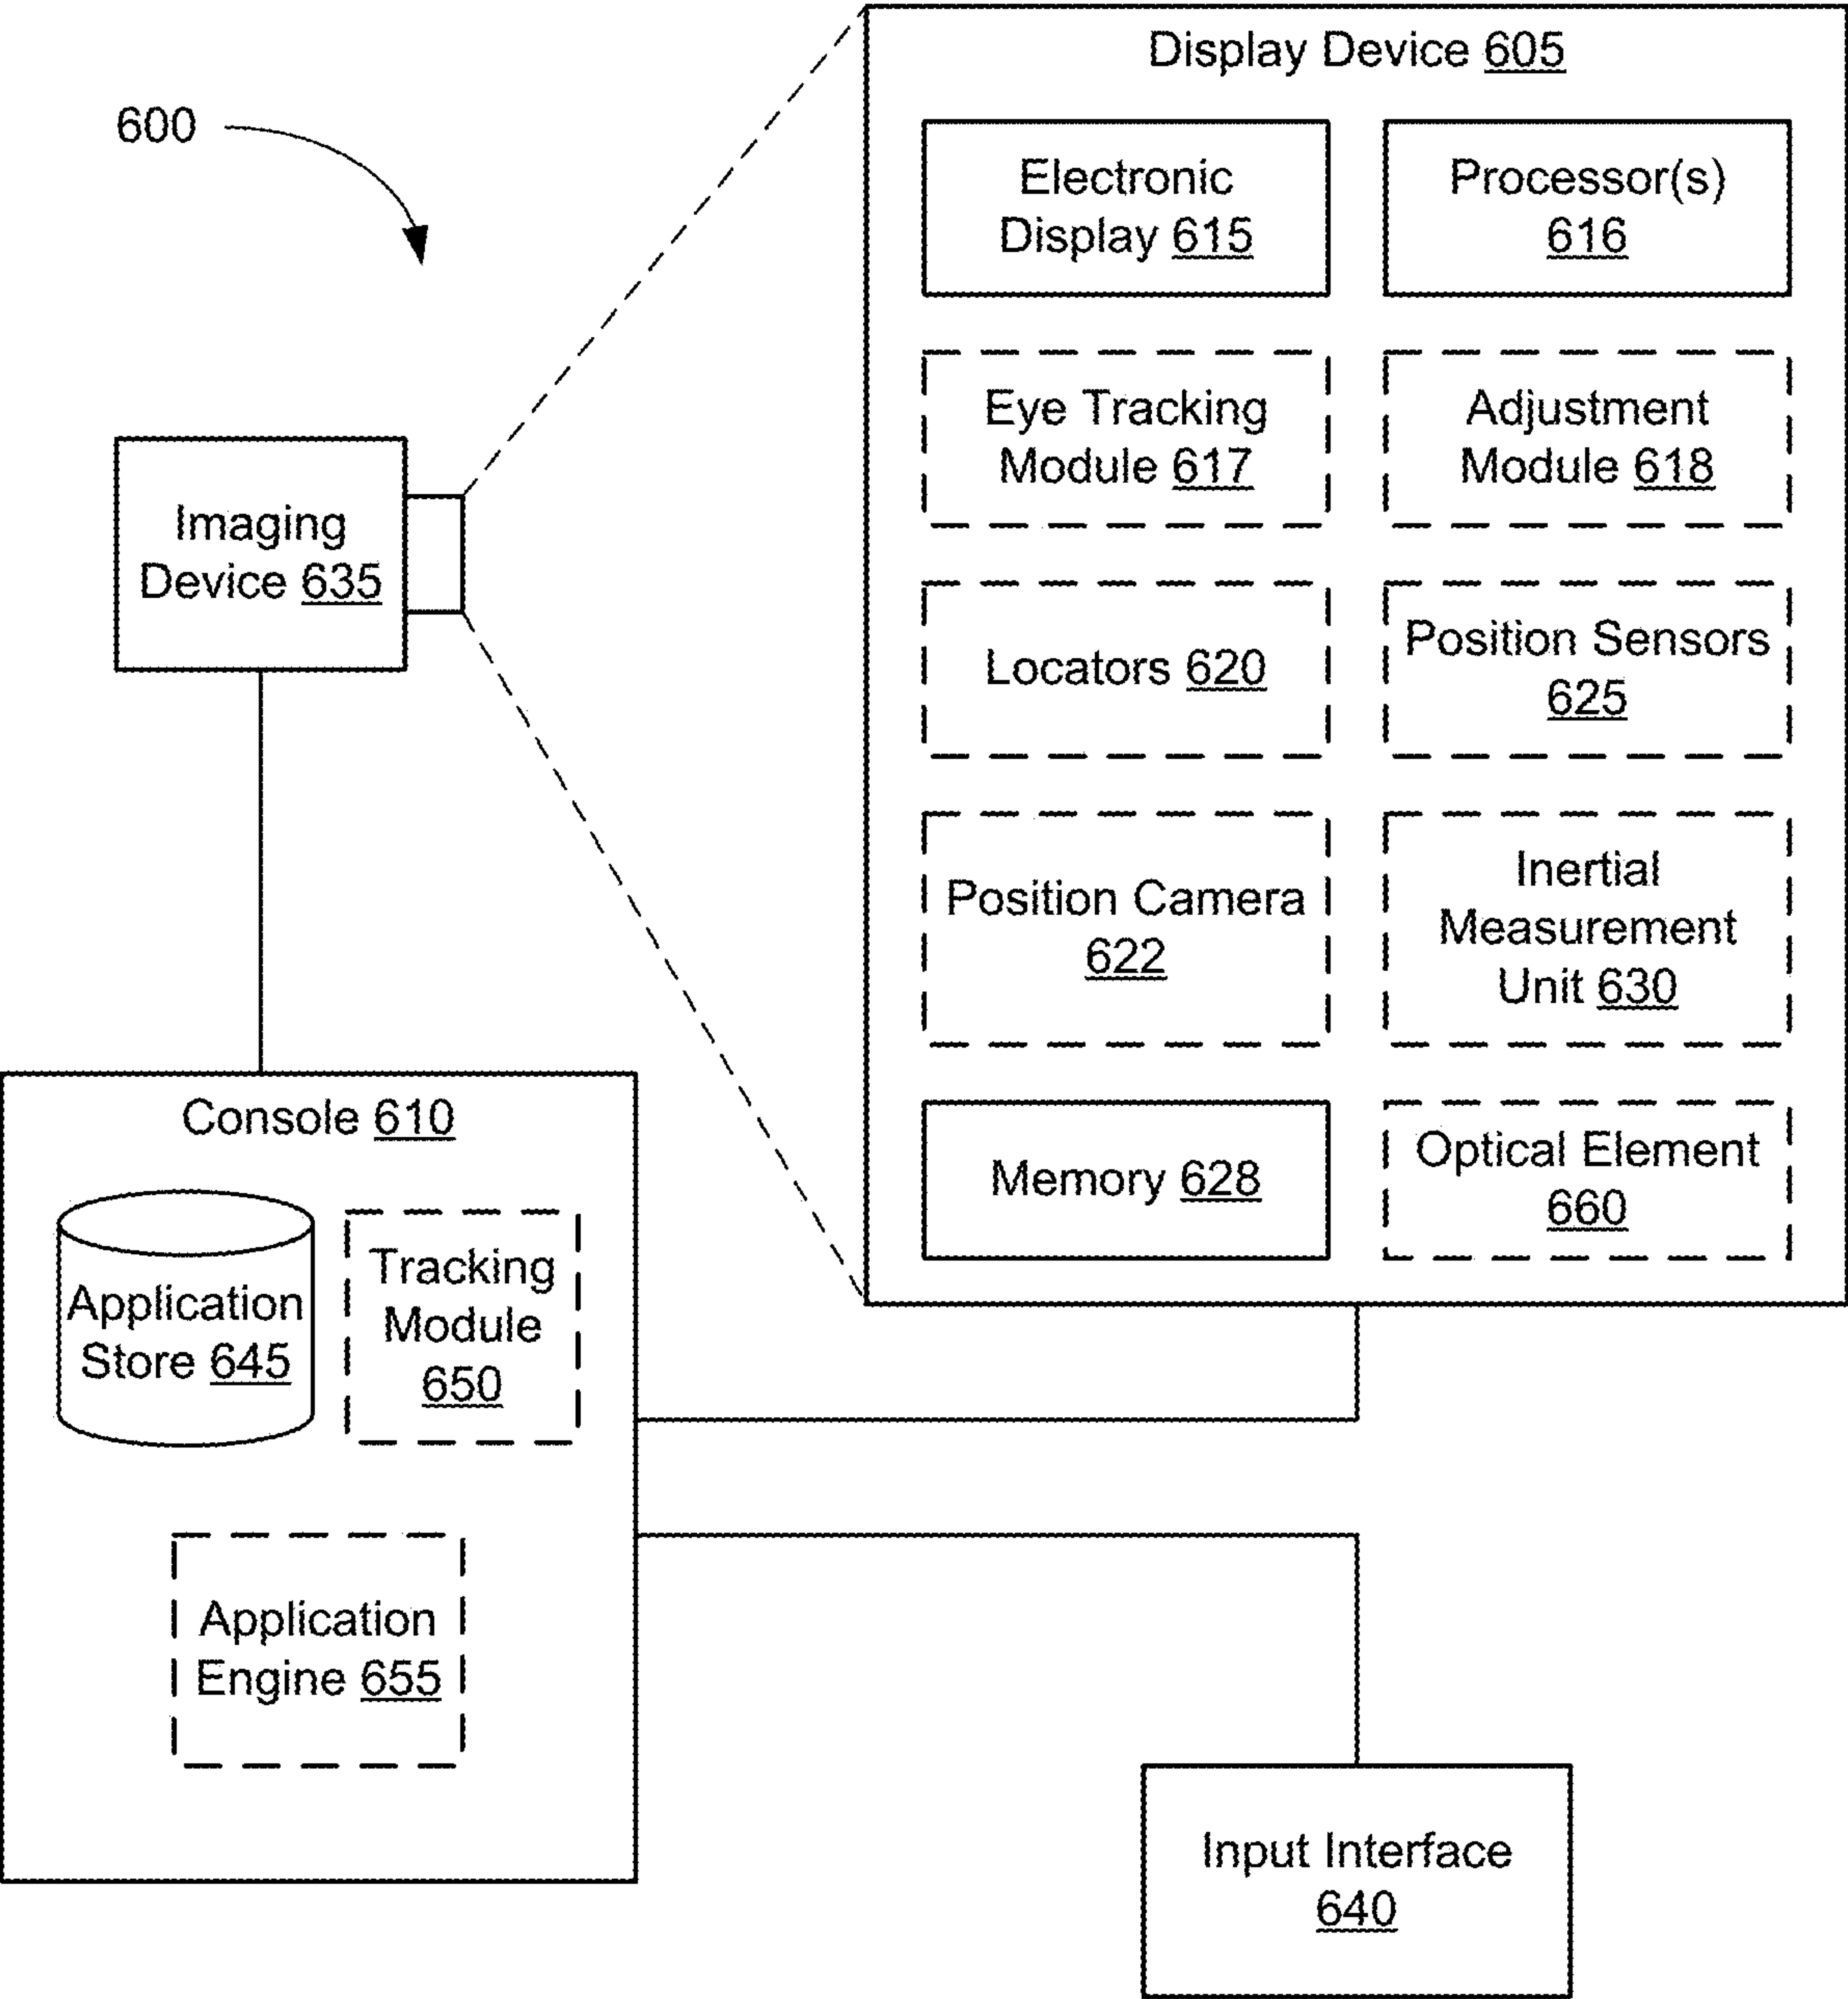 600
Display Device 605
Electronic
Display 615
Processor(s)
616
Eye Tracking
Module 617
Adjustment
Module 618
Imaging
Device 635
Locators 620
Position Sensors
625
Position Camera
622
Inertial
Measurement
Unit 630
Memory 628
Optical Element
660
Console 610
Application
Store 645
Tracking
Module
650
Application
Engine 655
Input Interface
640